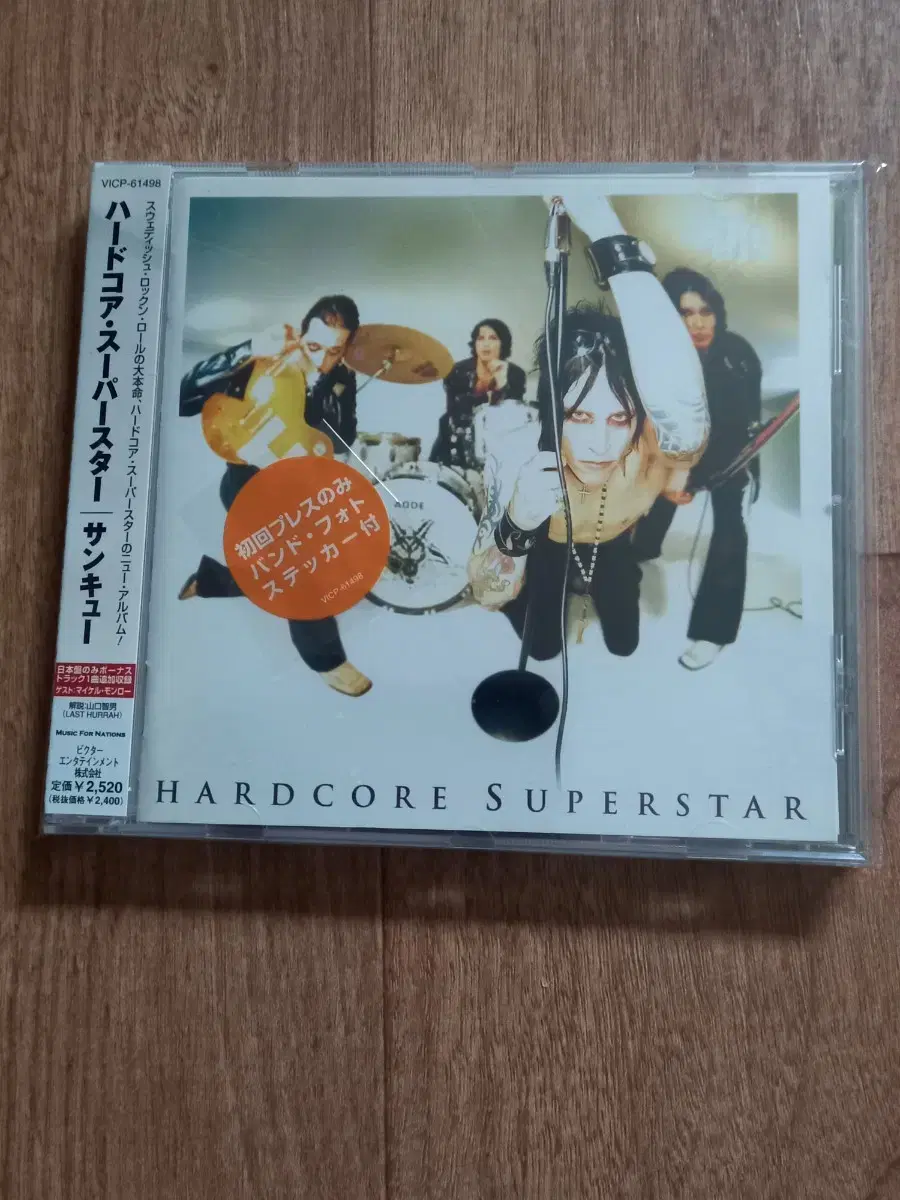 VICP-61498
スウェディッシュ・ロックン・ロールの大本命、ハードコア・スーパースターのニュー・アルバム!
ハードコア・スーパースター｜サンキュー
日本盤のみボーナス
トラック1曲追加収録
ゲスト:マイケル・モンロー
解説:山口智男
(LAST HURRAH)
MUSIC FOR NATIONS
ビクター
エンタテインメント
株式会社
定価￥2,520
(税抜価格￥2,400)
AGDE
初回プレスのみ
バンド・フォト
ステッカー付
VICP-61498
HARDCORE SUPERSTAR